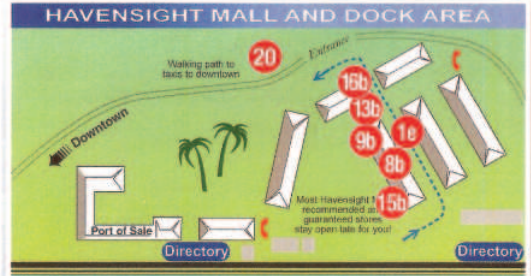 HAVENSIGHT MALL AND DOCK AREA
Walking path to
taxis to downtown
20
Entrance
16b
13b
9b
1e
8b
15b
Downtown
Most Havensight
recommended
guaranteed stores
stay open late for you!
Port of Sale
Directory
Directory